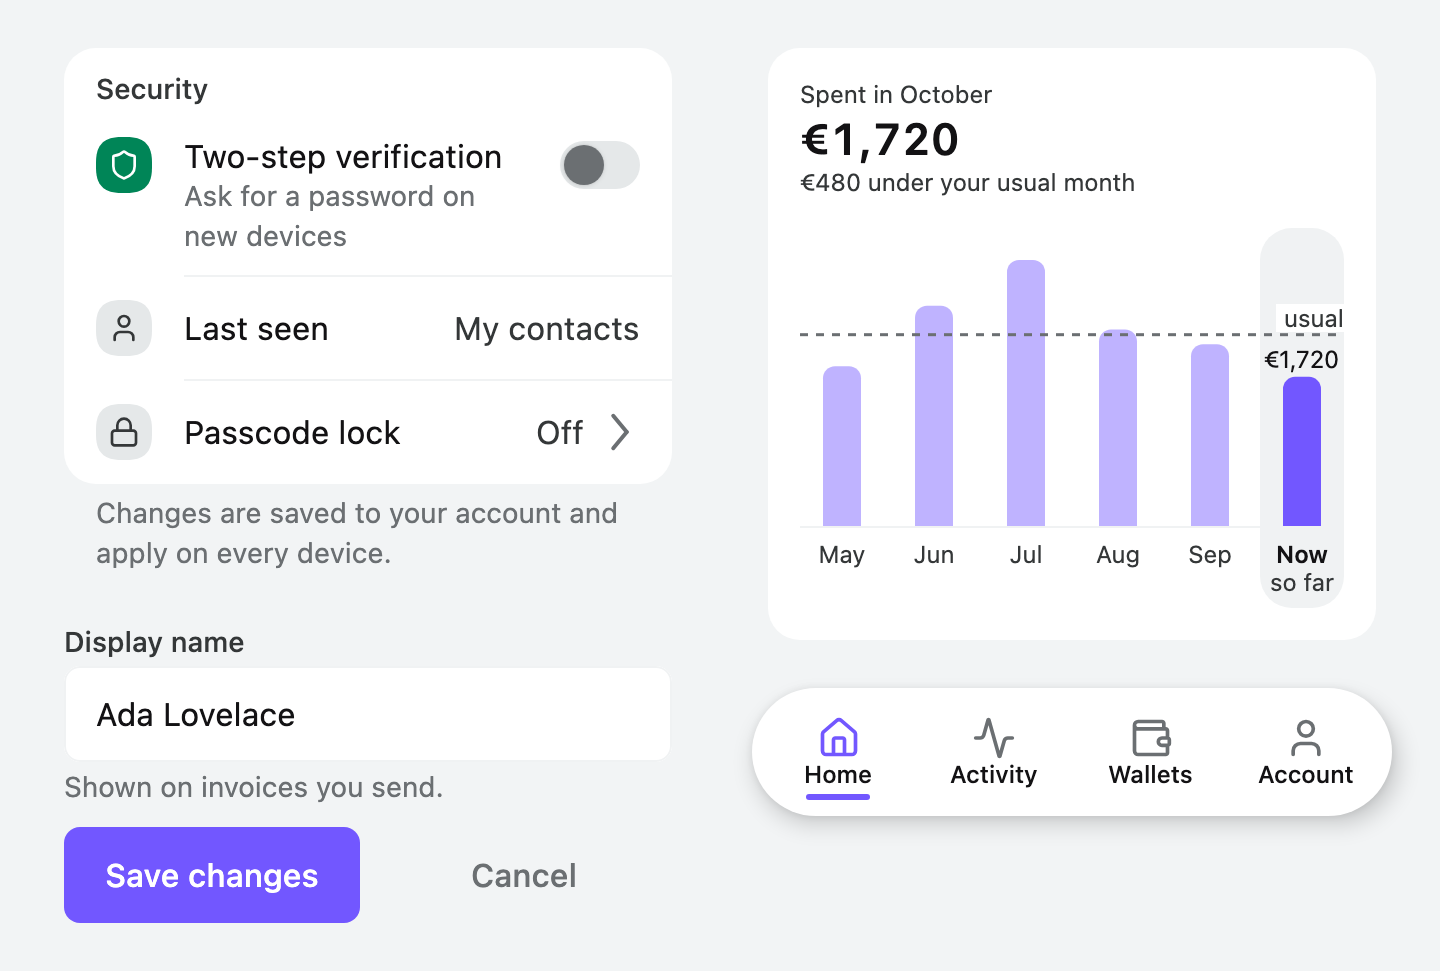 Security
Two-step verification
Ask for a password on
new devices
Last seen
My contacts
Passcode lock
Off
Changes are saved to your account and
apply on every device.
Display name
Ada Lovelace
Shown on invoices you send.
Save changes
Cancel
Spent in October
€1,720
€480 under your usual month
usual
€1,720
May
Jun
Jul
Aug
Sep
Now
so far
Home
Activity
Wallets
Account